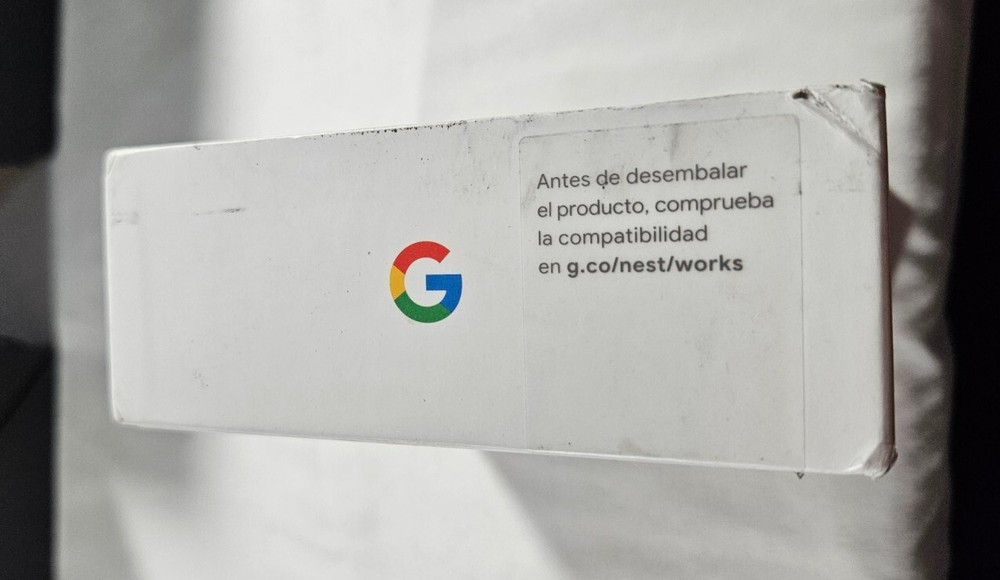 Antes de desembalar
el producto, comprueba
la compatibilidad
en g.co/nest/works